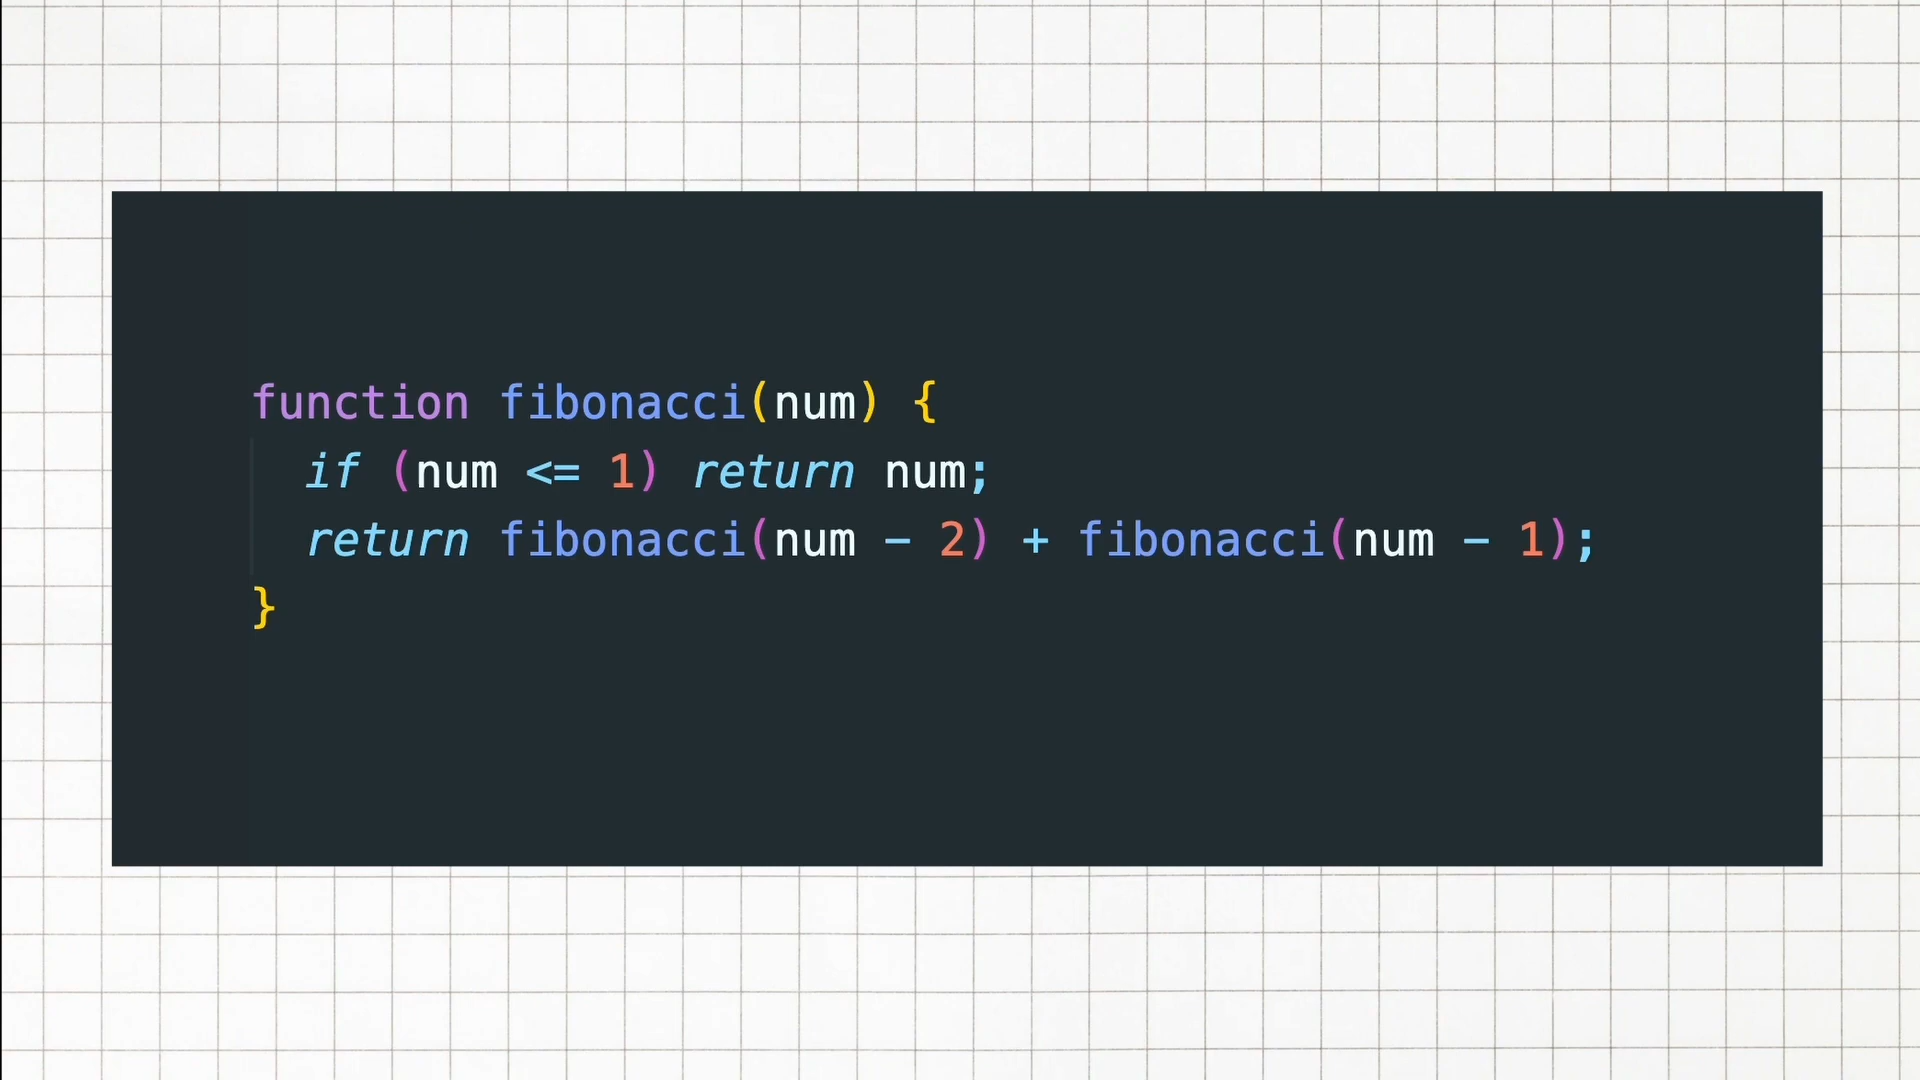 function fibonacci(num) {
  if (num <= 1) return num;
  return fibonacci(num - 2) + fibonacci(num - 1);
}